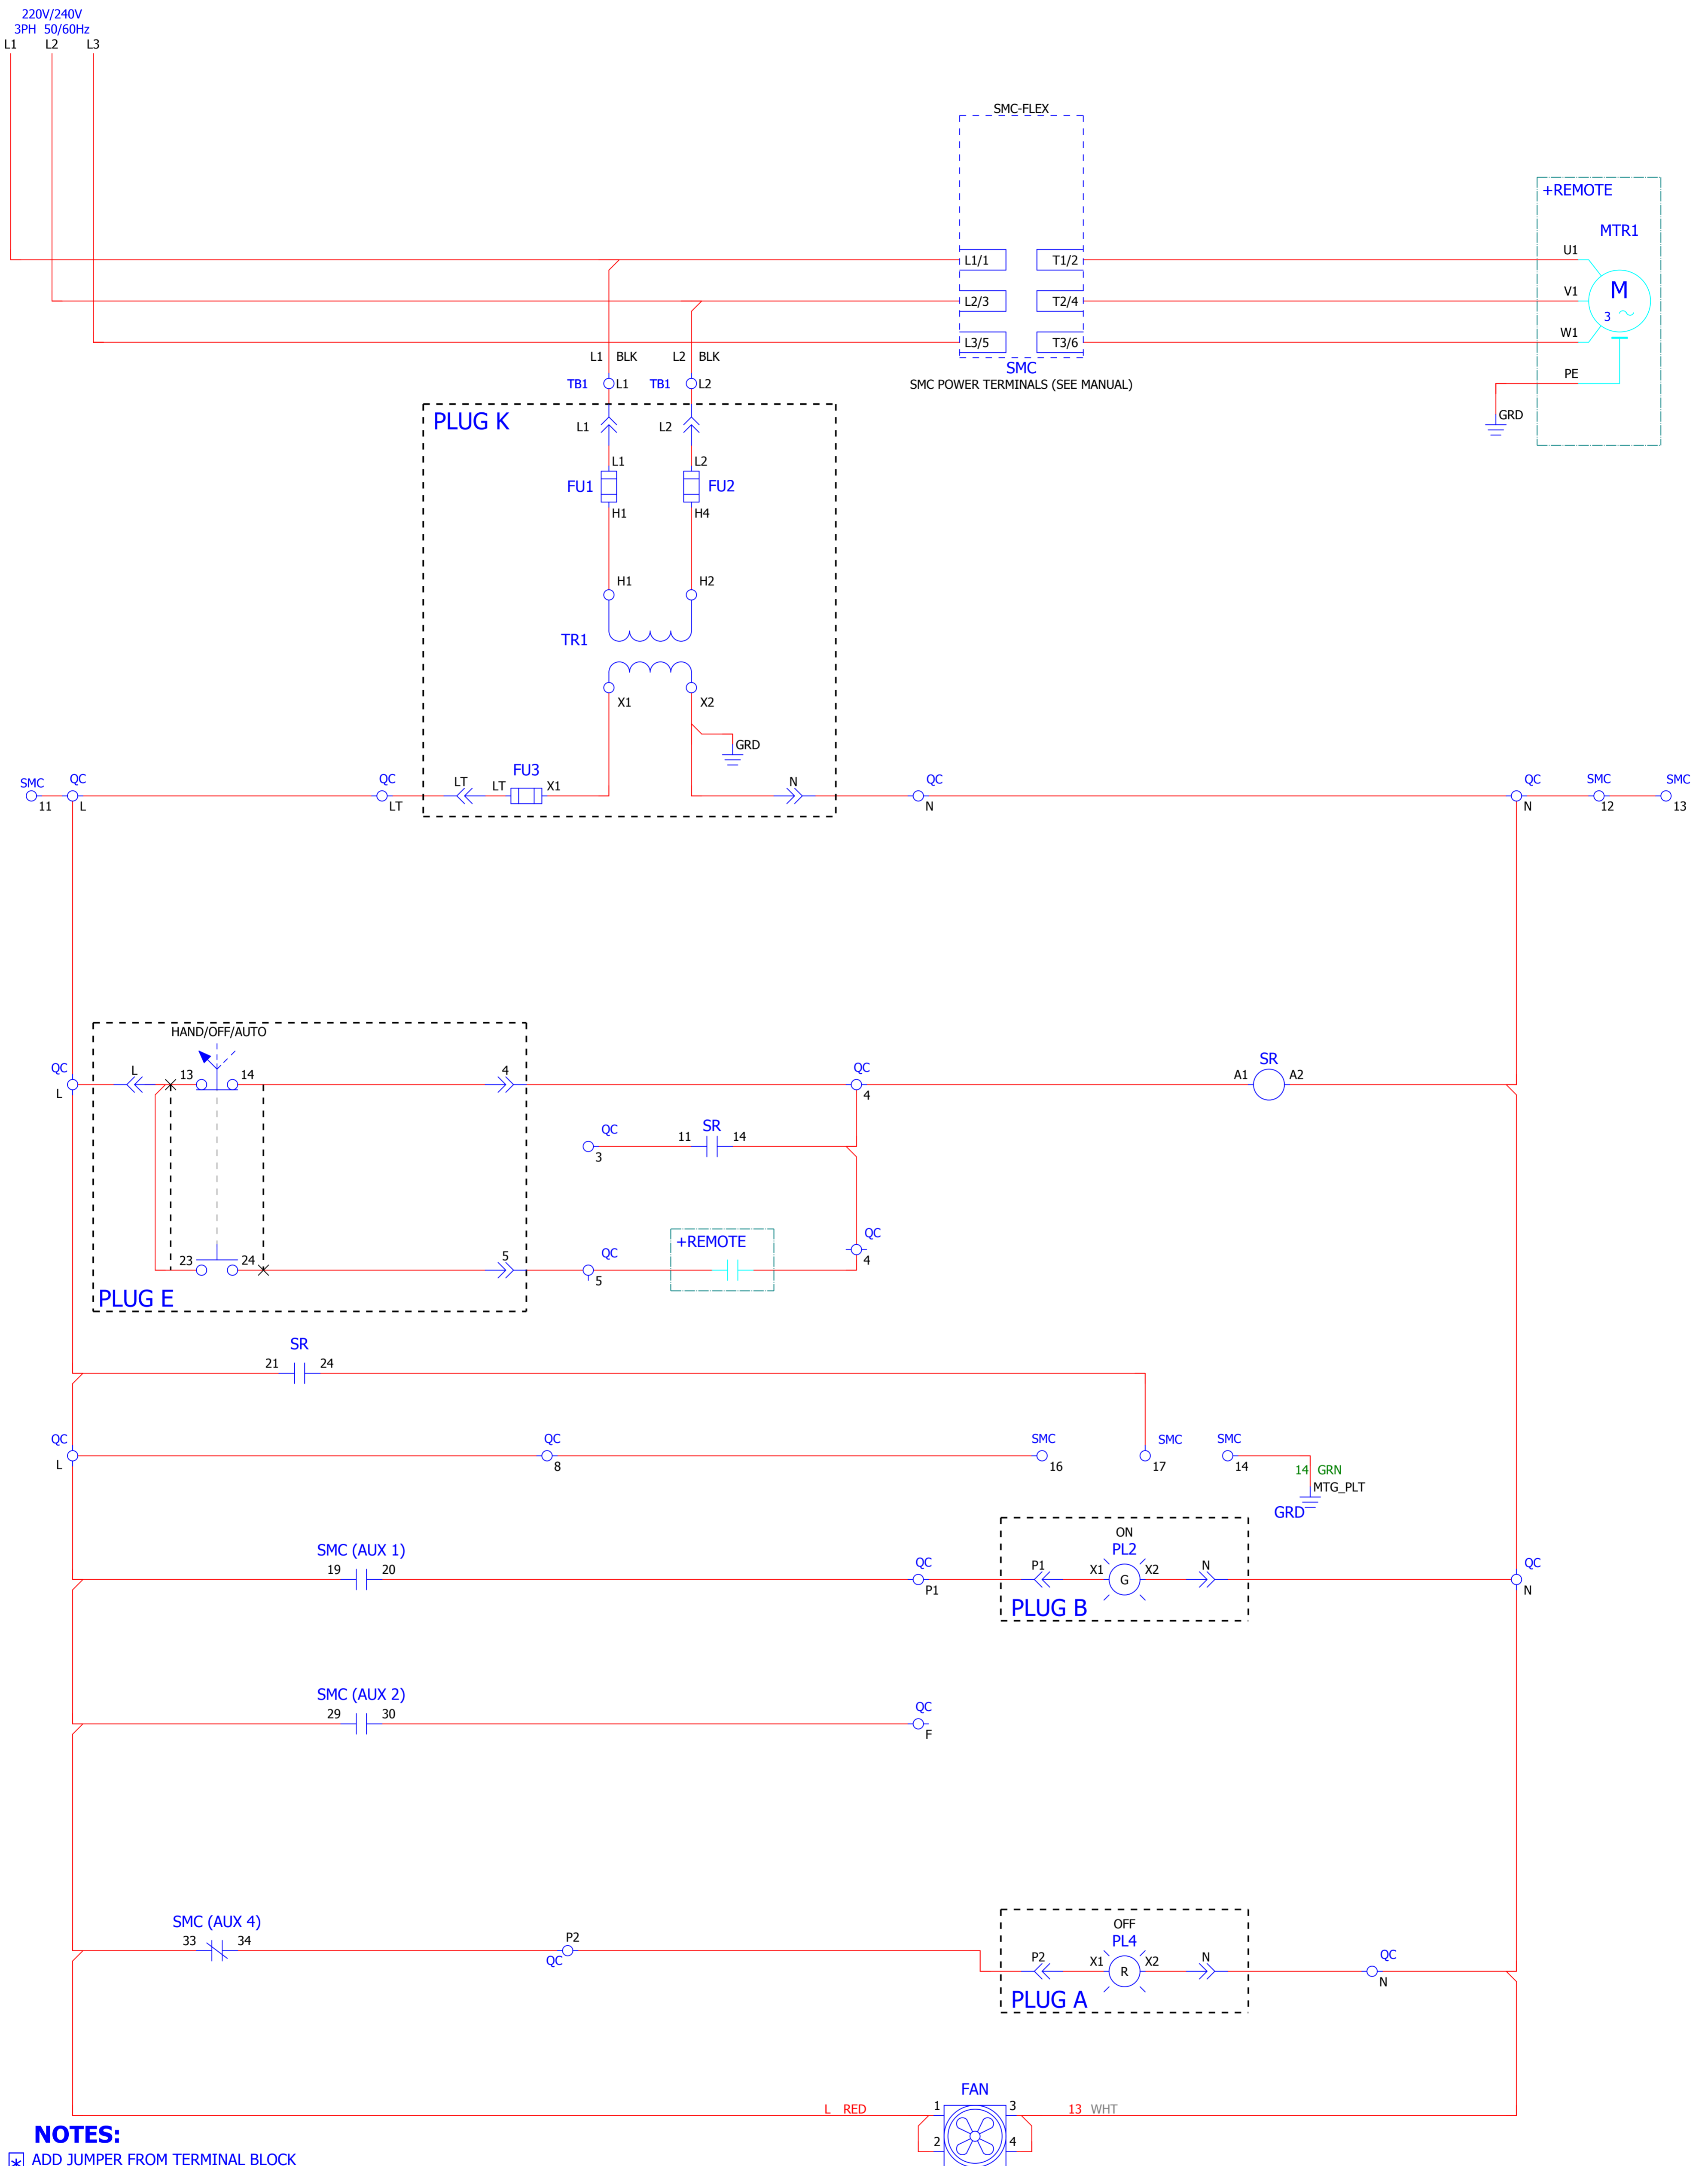 220V/240V
3PH 50/60Hz
L1 L2 L3
SMC-FLEX
+REMOTE
MTR1
L1/1 T1/2 U1
L2/3 T2/4 V1 M
3
L3/5 T3/6 W1
L1 BLK L2 BLK
SMC
SMC POWER TERMINALS (SEE MANUAL)
PE
GRD
TB1 L1 TB1 L2
PLUG K
L1 L2
L1 L2
FU1 FU2
H1 H4
H1 H2
TR1
X1 X2
GRD
SMC QC QC LT LT FU3 X1 N QC QC SMC SMC
11 L LT N N 12 13
HAND/OFF/AUTO
QC L 13 14 4 QC A1 SR A2
L 4
QC 11 SR 14
3
+REMOTE
QC QC
23 24 5 5 4
PLUG E
SR
21 24
QC QC SMC SMC SMC
L 8 16 17 14
14 GRN
MTG_PLT
GRD
ON
SMC (AUX 1) PL2
19 20 QC P1 X1 G X2 N QC
P1 N
PLUG B
SMC (AUX 2)
29 30 QC
F
OFF
SMC (AUX 4) PL4
33 34 P2 P2 X1 R X2 N QC
QC N
PLUG A
FAN
L RED 1 3 13 WHT
2 4
NOTES:
* ADD JUMPER FROM TERMINAL BLOCK